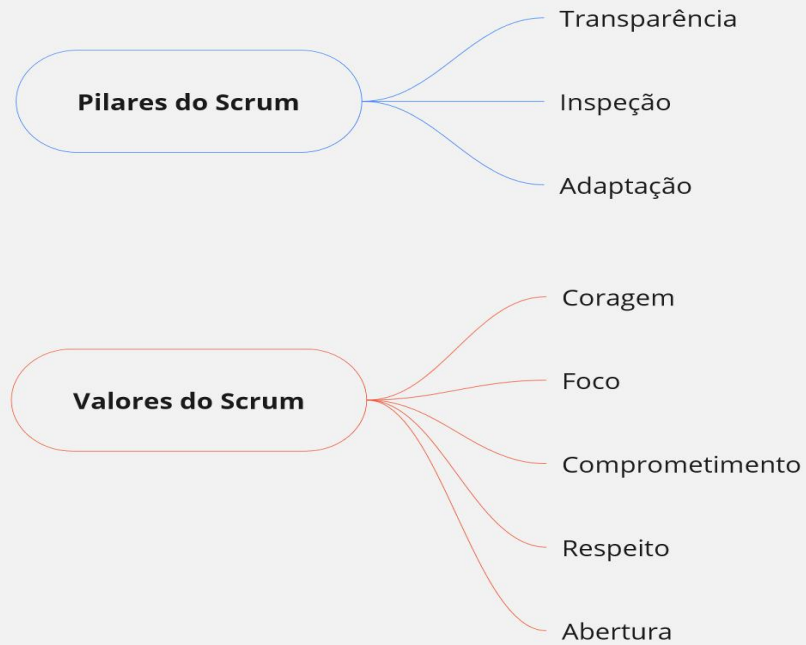 Pilares do Scrum
Transparência
Inspeção
Adaptação
Valores do Scrum
Coragem
Foco
Comprometimento
Respeito
Abertura